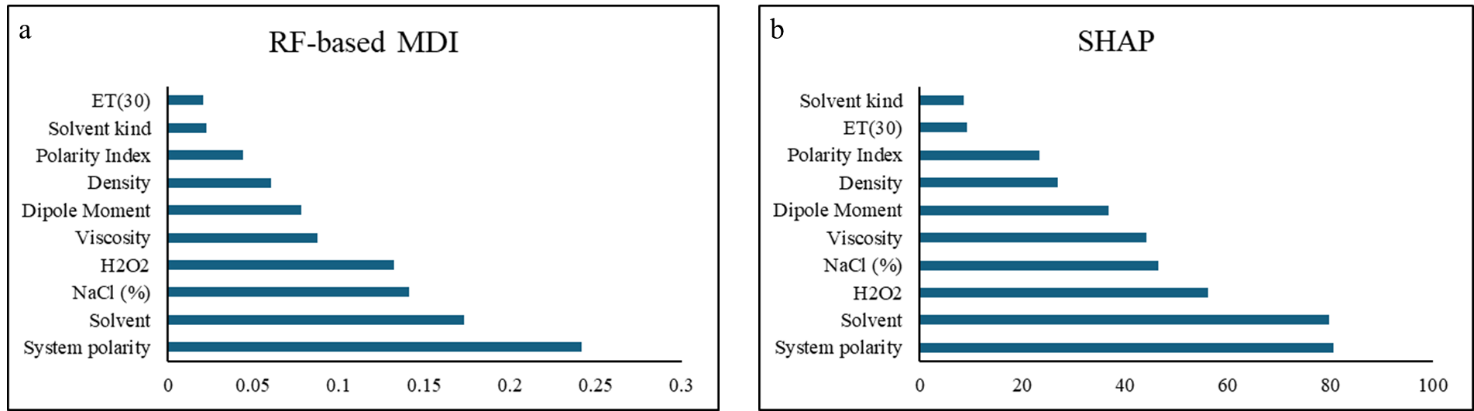 a
RF-based MDI
ET(30)
Solvent kind
Polarity Index
Density
Dipole Moment
Viscosity
H2O2
NaCl (%)
Solvent
System polarity
0 0.05 0.1 0.15 0.2 0.25 0.3
b
SHAP
Solvent kind
ET(30)
Polarity Index
Density
Dipole Moment
Viscosity
NaCl (%)
H2O2
Solvent
System polarity
0 20 40 60 80 100